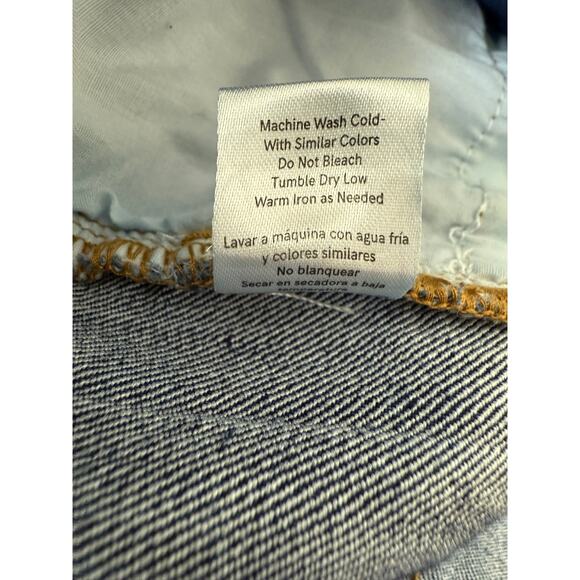 Machine Wash Cold-
With Similar Colors
Do Not Bleach
Tumble Dry Low
Warm Iron as Needed
Lavar a máquina con agua fría
y colores similares
No blanquear
Secar en secadora a baja
temperatura